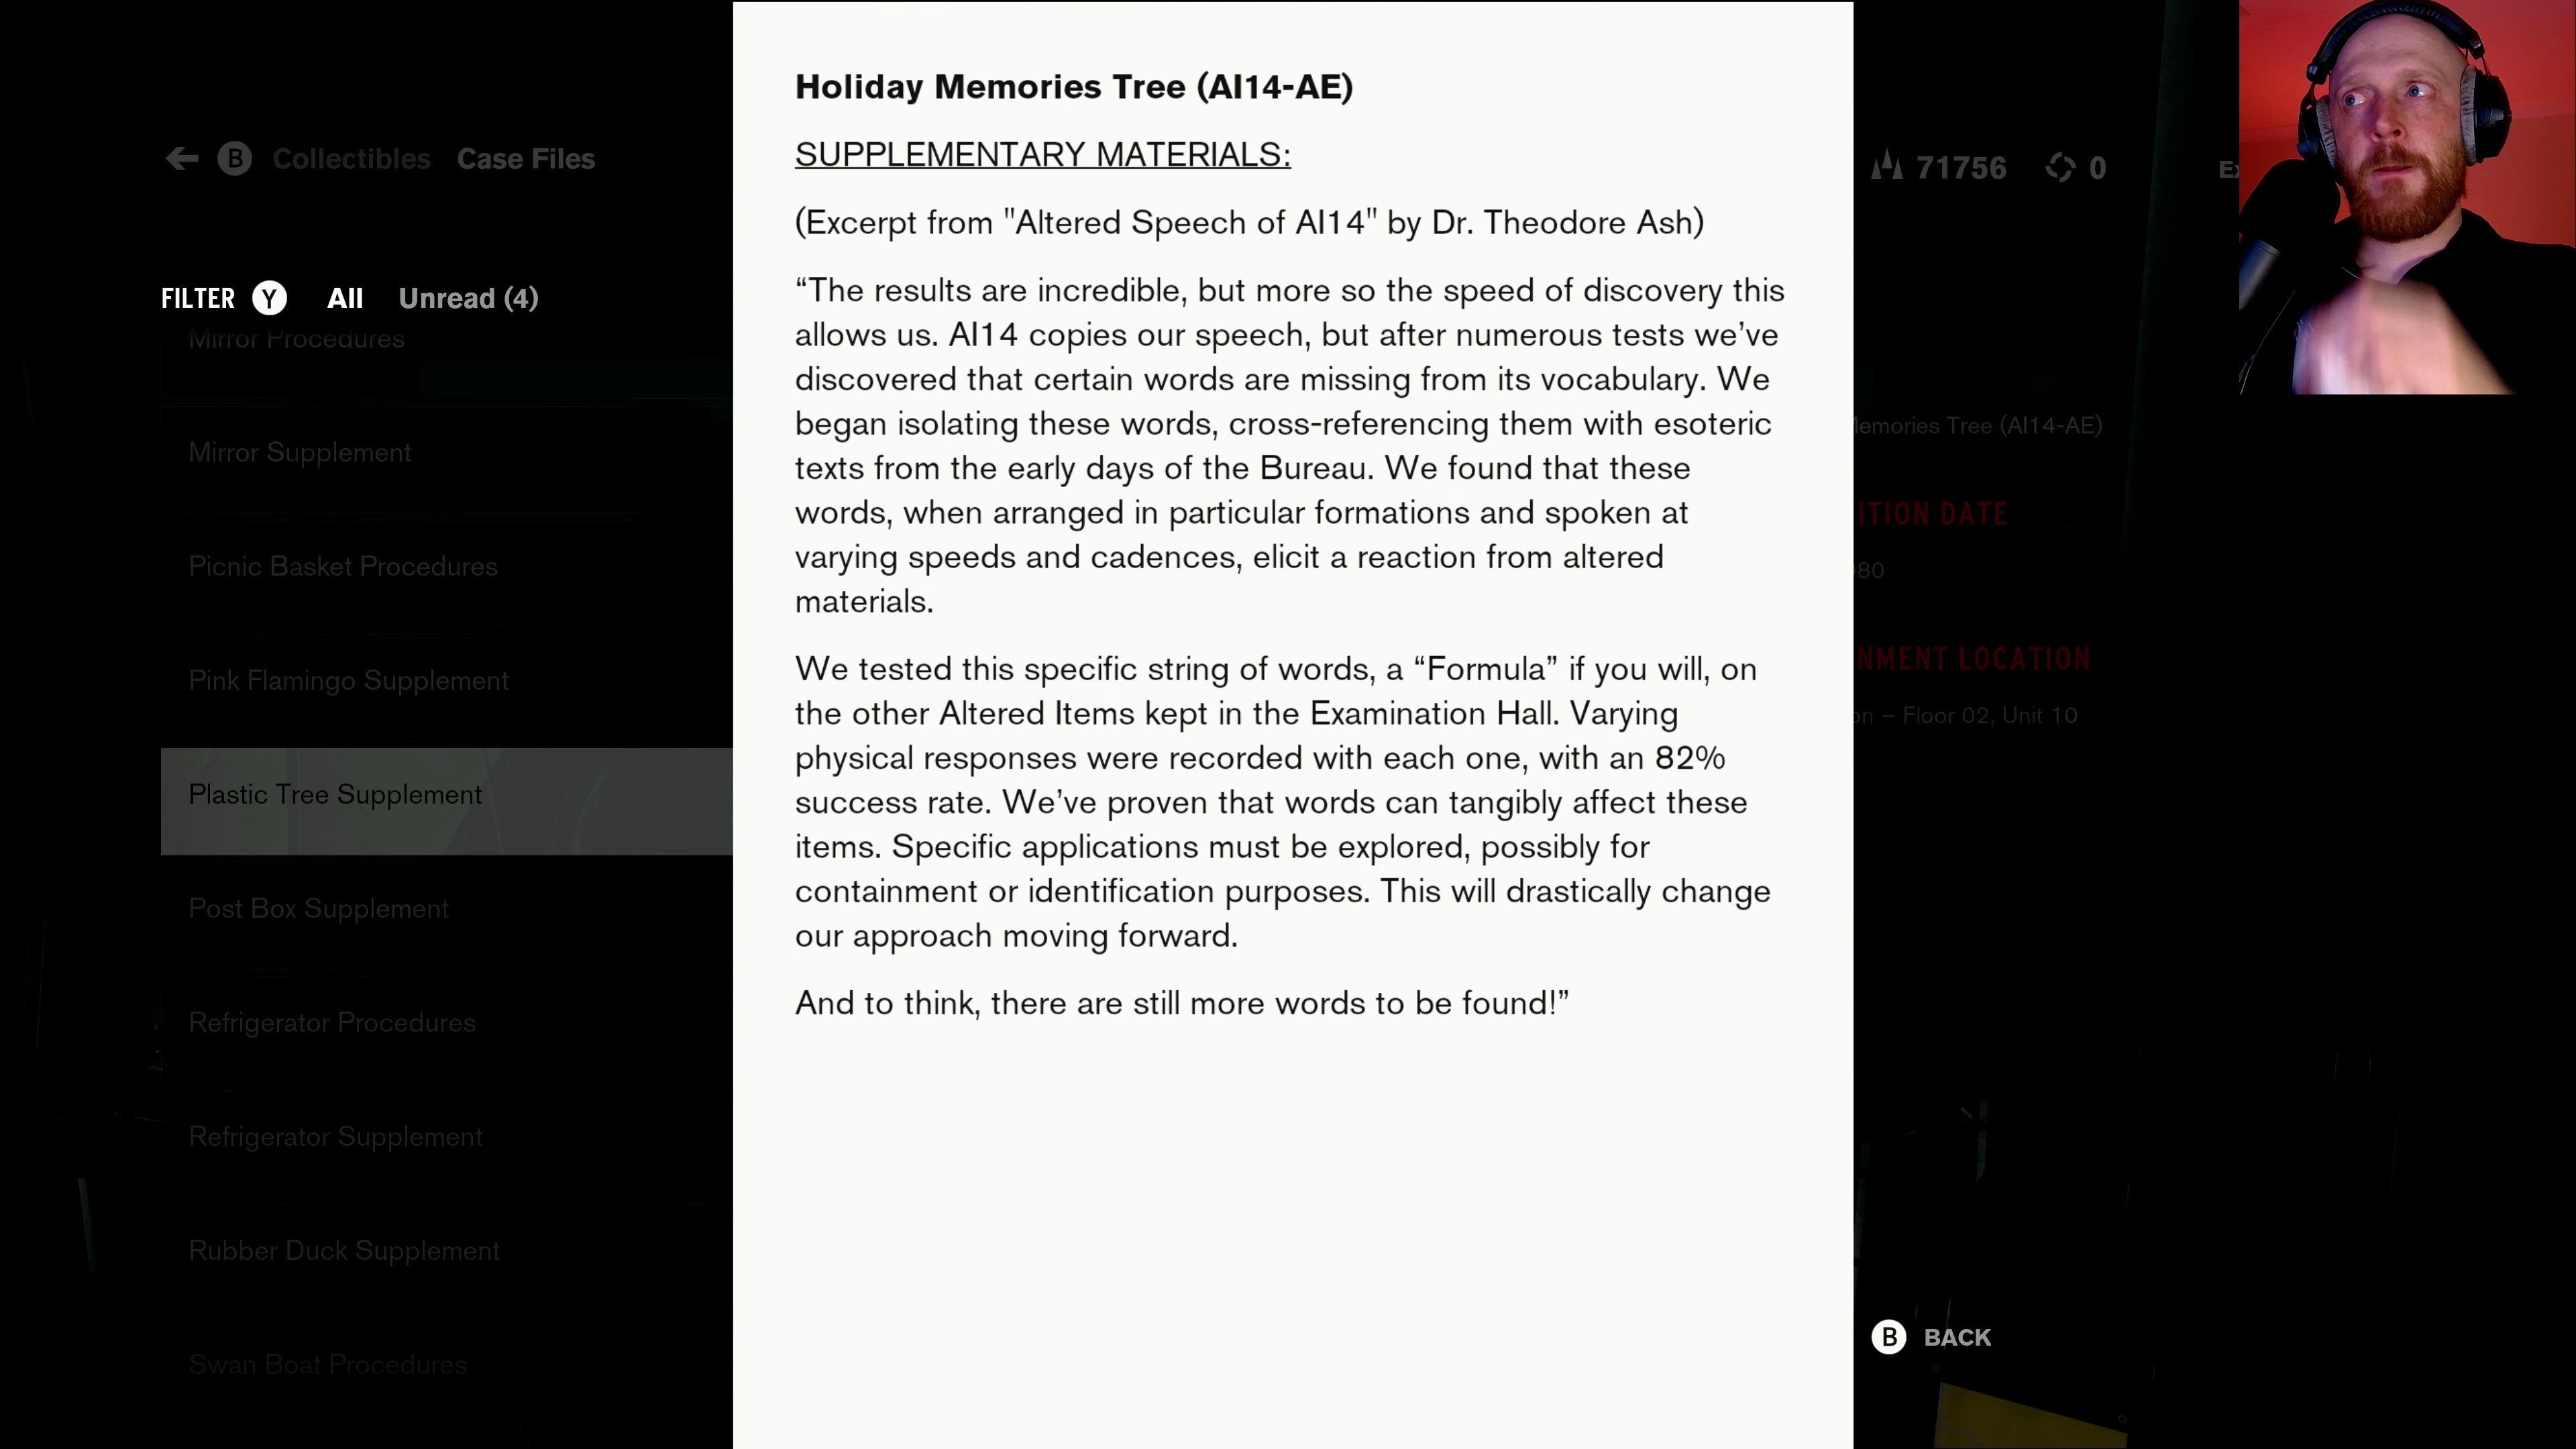 B Collectibles Case Files
71756 0
FILTER Y All Unread (4)
Mirror Procedures
Mirror Supplement
Picnic Basket Procedures
Pink Flamingo Supplement
Plastic Tree Supplement
Post Box Supplement
Refrigerator Procedures
Refrigerator Supplement
Rubber Duck Supplement
Swan Boat Procedures
Holiday Memories Tree (AI14-AE)
SUPPLEMENTARY MATERIALS:
(Excerpt from "Altered Speech of AI14" by Dr. Theodore Ash)
“The results are incredible, but more so the speed of discovery this
allows us. AI14 copies our speech, but after numerous tests we’ve
discovered that certain words are missing from its vocabulary. We
began isolating these words, cross-referencing them with esoteric
texts from the early days of the Bureau. We found that these
words, when arranged in particular formations and spoken at
varying speeds and cadences, elicit a reaction from altered
materials.
We tested this specific string of words, a “Formula” if you will, on
the other Altered Items kept in the Examination Hall. Varying
physical responses were recorded with each one, with an 82%
success rate. We’ve proven that words can tangibly affect these
items. Specific applications must be explored, possibly for
containment or identification purposes. This will drastically change
our approach moving forward.
And to think, there are still more words to be found!”
emories Tree (AI14-AE)
ITION DATE
80
NMENT LOCATION
on – Floor 02, Unit 10
B BACK